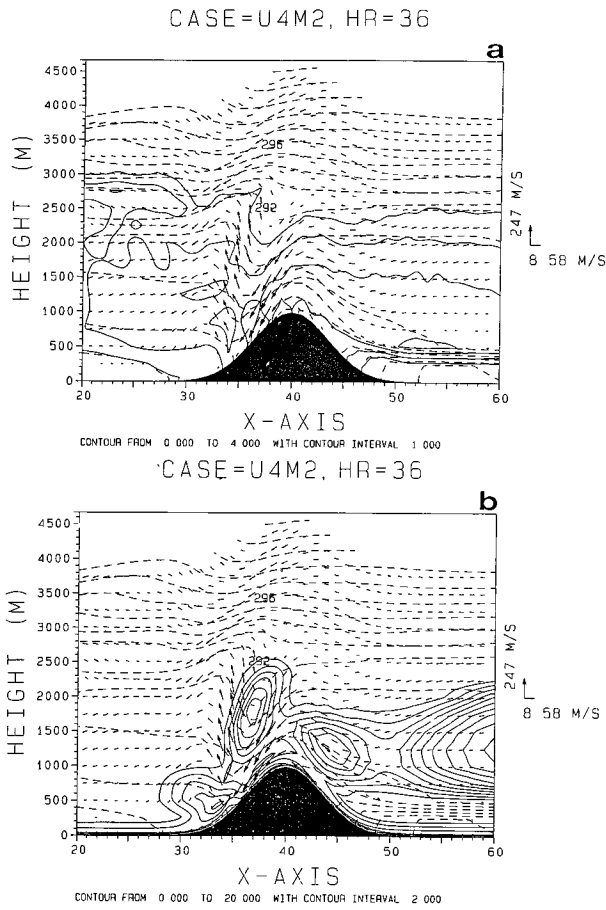 CASE=U4M2, HR=36
a
4500
4000
3500
3000
2500
2000
1500
1000
500
0
HEIGHT (M)
296
292
247 M/S
8 58 M/S
20 30 40 50 60
X-AXIS
CONTOUR FROM 0 000 TO 4 000 WITH CONTOUR INTERVAL 1 000
CASE=U4M2, HR=36
b
4500
4000
3500
3000
2500
2000
1500
1000
500
0
HEIGHT (M)
296
292
247 M/S
8 58 M/S
20 30 40 50 60
X-AXIS
CONTOUR FROM 0 000 TO 20 000 WITH CONTOUR INTERVAL 2 000